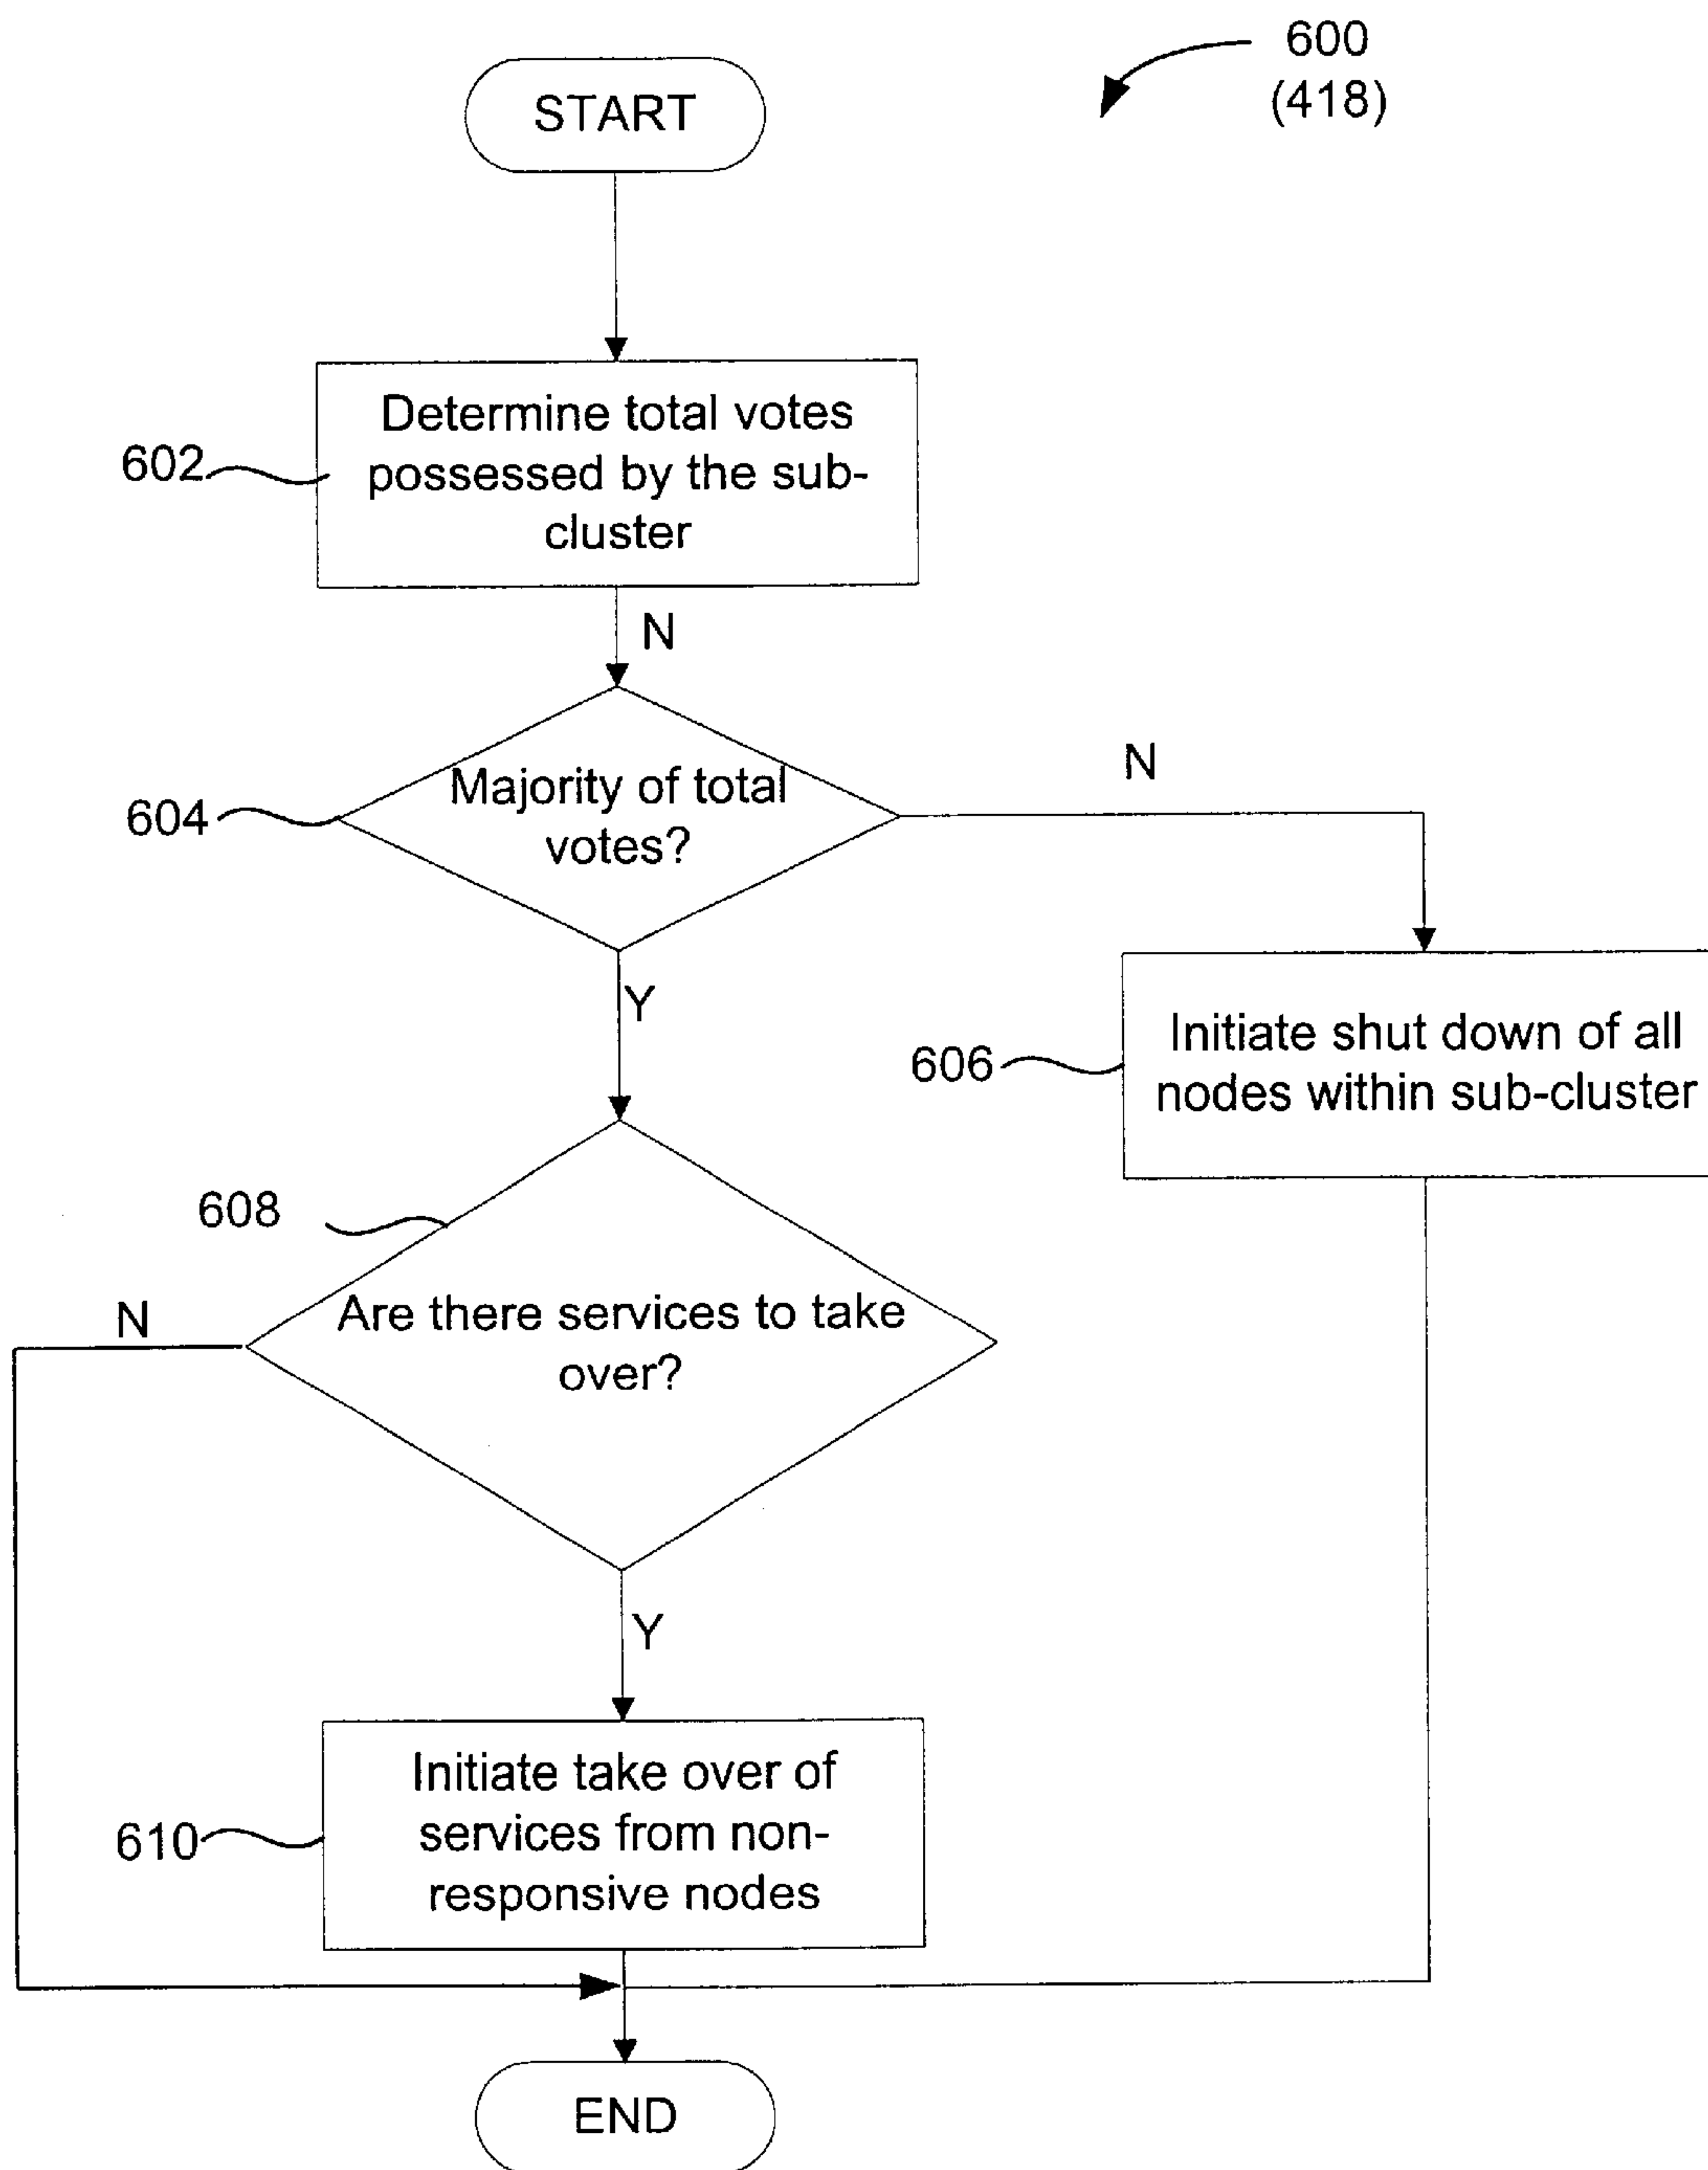 600
(418)
START
602
Determine total votes
possessed by the sub-
cluster
N
604
Majority of total
votes?
N
Y
606
Initiate shut down of all
nodes within sub-cluster
608
Are there services to take
over?
N
Y
610
Initiate take over of
services from non-
responsive nodes
END